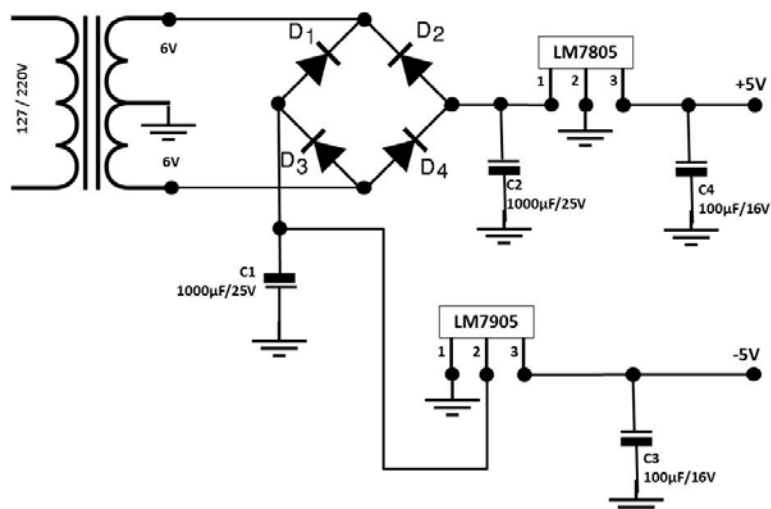 127 / 220V
6V
6V
D1
D2
D3
D4
LM7805
1 2 3
+5V
C2
1000µF/25V
C4
100µF/16V
C1
1000µF/25V
LM7905
1 2 3
-5V
C3
100µF/16V